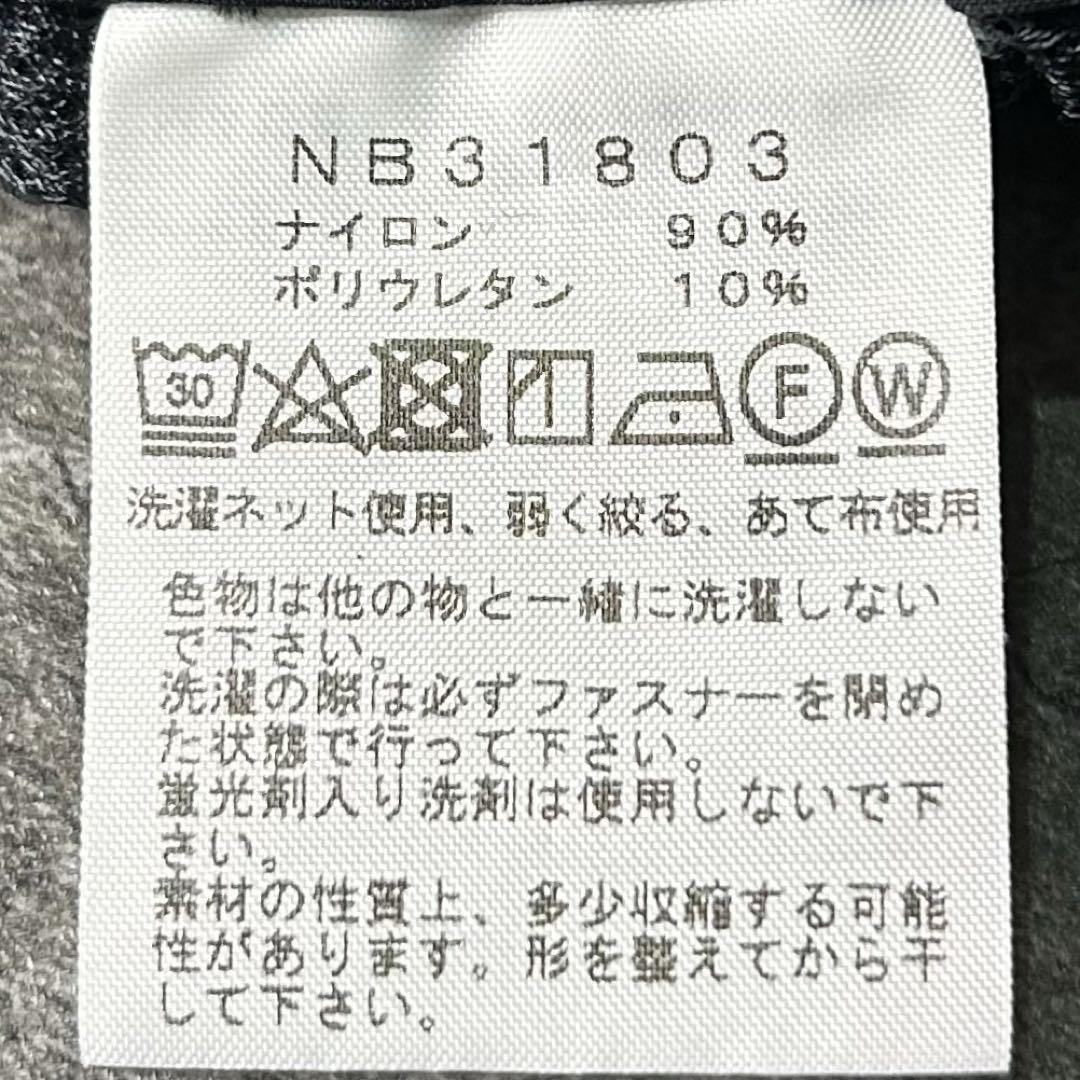 NB31803
ナイロン 90%
ポリウレタン 10%
30 F W
洗濯ネット使用、弱く絞る、あて布使用
色物は他の物と一緒に洗濯しない
で下さい。
洗濯の際は必ずファスナーを閉め
た状態で行って下さい。
蛍光剤入り洗剤は使用しないで下
さい。
素材の性質上、多少収縮する可能
性があります。形を整えてから干
して下さい。